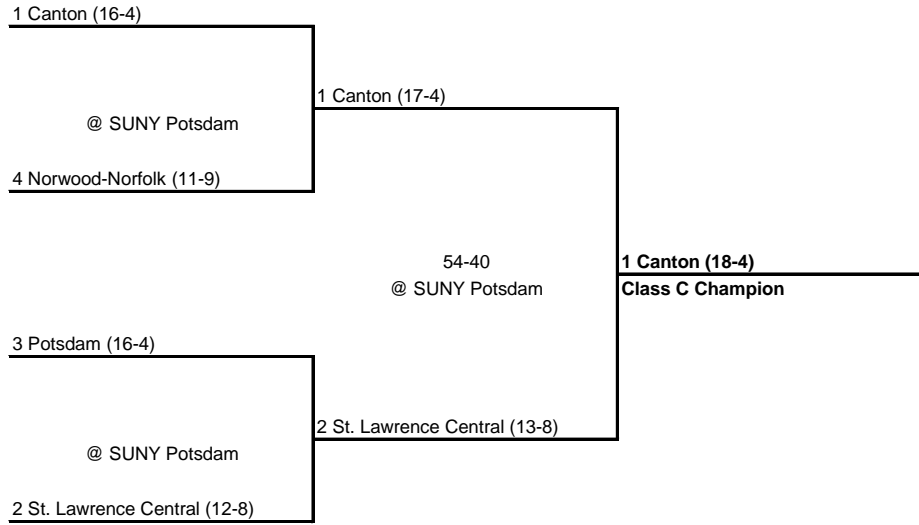 1 Canton (16-4)
1 Canton (17-4)
@ SUNY Potsdam
4 Norwood-Norfolk (11-9)
54-40
@ SUNY Potsdam
1 Canton (18-4)
Class C Champion
3 Potsdam (16-4)
2 St. Lawrence Central (13-8)
@ SUNY Potsdam
2 St. Lawrence Central (12-8)